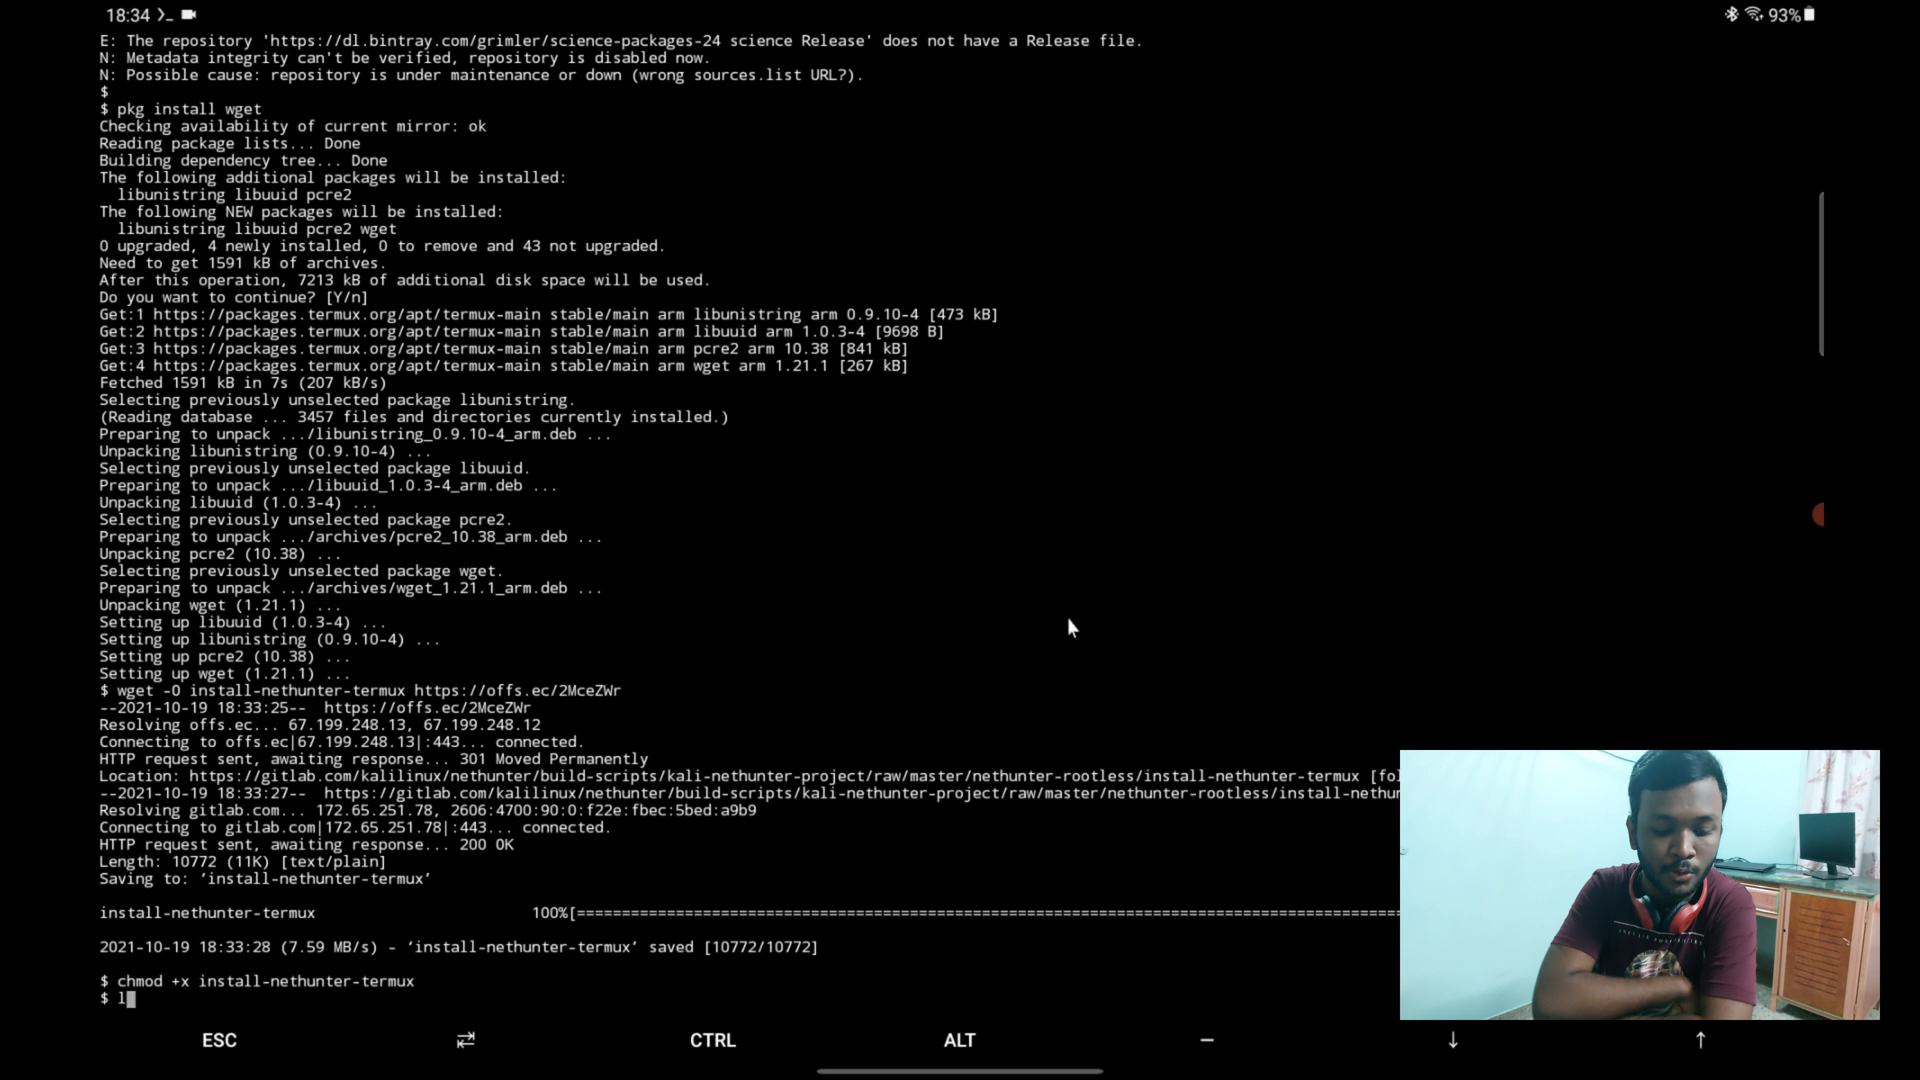 18:34
93%
E: The repository 'https://dl.bintray.com/grimler/science-packages-24 science Release' does not have a Release file.
N: Metadata integrity can't be verified, repository is disabled now.
N: Possible cause: repository is under maintenance or down (wrong sources.list URL?).
$
$ pkg install wget
Checking availability of current mirror: ok
Reading package lists... Done
Building dependency tree... Done
The following additional packages will be installed:
libunistring libuuid pcre2
The following NEW packages will be installed:
libunistring libuuid pcre2 wget
0 upgraded, 4 newly installed, 0 to remove and 43 not upgraded.
Need to get 1591 kB of archives.
After this operation, 7213 kB of additional disk space will be used.
Do you want to continue? [Y/n]
Get:1 https://packages.termux.org/apt/termux-main stable/main arm libunistring arm 0.9.10-4 [473 kB]
Get:2 https://packages.termux.org/apt/termux-main stable/main arm libuuid arm 1.0.3-4 [9698 B]
Get:3 https://packages.termux.org/apt/termux-main stable/main arm pcre2 arm 10.38 [841 kB]
Get:4 https://packages.termux.org/apt/termux-main stable/main arm wget arm 1.21.1 [267 kB]
Fetched 1591 kB in 7s (207 kB/s)
Selecting previously unselected package libunistring.
(Reading database ... 3457 files and directories currently installed.)
Preparing to unpack .../libunistring_0.9.10-4_arm.deb ...
Unpacking libunistring (0.9.10-4) ...
Selecting previously unselected package libuuid.
Preparing to unpack .../libuuid_1.0.3-4_arm.deb ...
Unpacking libuuid (1.0.3-4) ...
Selecting previously unselected package pcre2.
Preparing to unpack .../archives/pcre2_10.38_arm.deb ...
Unpacking pcre2 (10.38) ...
Selecting previously unselected package wget.
Preparing to unpack .../archives/wget_1.21.1_arm.deb ...
Unpacking wget (1.21.1) ...
Setting up libuuid (1.0.3-4) ...
Setting up libunistring (0.9.10-4) ...
Setting up pcre2 (10.38) ...
Setting up wget (1.21.1) ...
$ wget -O install-nethunter-termux https://offs.ec/2MceZWr
--2021-10-19 18:33:25--  https://offs.ec/2MceZWr
Resolving offs.ec... 67.199.248.13, 67.199.248.12
Connecting to offs.ec|67.199.248.13|:443... connected.
HTTP request sent, awaiting response... 301 Moved Permanently
Location: https://gitlab.com/kalilinux/nethunter/build-scripts/kali-nethunter-project/raw/master/nethunter-rootless/install-nethunter-termux [fol
--2021-10-19 18:33:27--  https://gitlab.com/kalilinux/nethunter/build-scripts/kali-nethunter-project/raw/master/nethunter-rootless/install-nethun
Resolving gitlab.com... 172.65.251.78, 2606:4700:90:0:f22e:fbec:5bed:a9b9
Connecting to gitlab.com|172.65.251.78|:443... connected.
HTTP request sent, awaiting response... 200 OK
Length: 10772 (11K) [text/plain]
Saving to: ‘install-nethunter-termux’
install-nethunter-termux 100%[============================================================================================
2021-10-19 18:33:28 (7.59 MB/s) - ‘install-nethunter-termux’ saved [10772/10772]
$ chmod +x install-nethunter-termux
$ l
ESC CTRL ALT